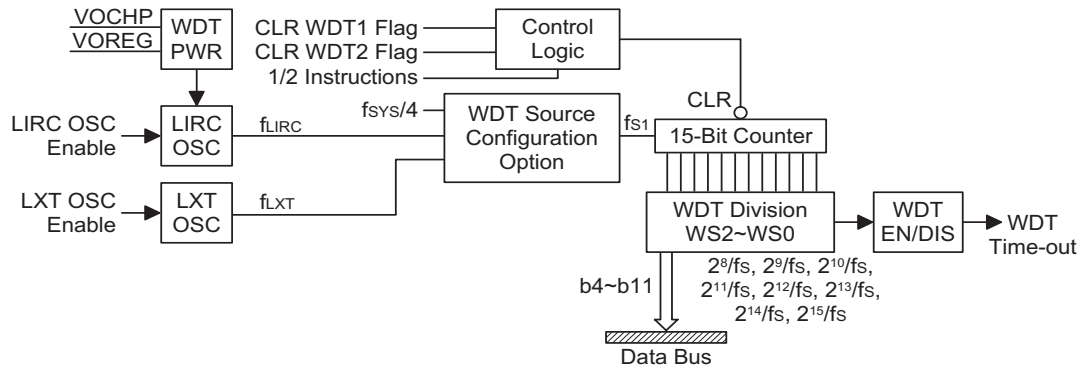 VOCHP
VOREG
WDT
PWR
CLR WDT1 Flag
CLR WDT2 Flag
1/2 Instructions
Control
Logic
CLR
LIRC OSC
Enable
LIRC
OSC
fLIRC
fSYS/4
WDT Source
Configuration
Option
fS1
15-Bit Counter
LXT OSC
Enable
LXT
OSC
fLXT
WDT Division
WS2~WS0
WDT
EN/DIS
WDT
Time-out
b4~b11
2⁸/fS, 2⁹/fS, 2¹⁰/fS,
2¹¹/fS, 2¹²/fS, 2¹³/fS,
2¹⁴/fS, 2¹⁵/fS
Data Bus